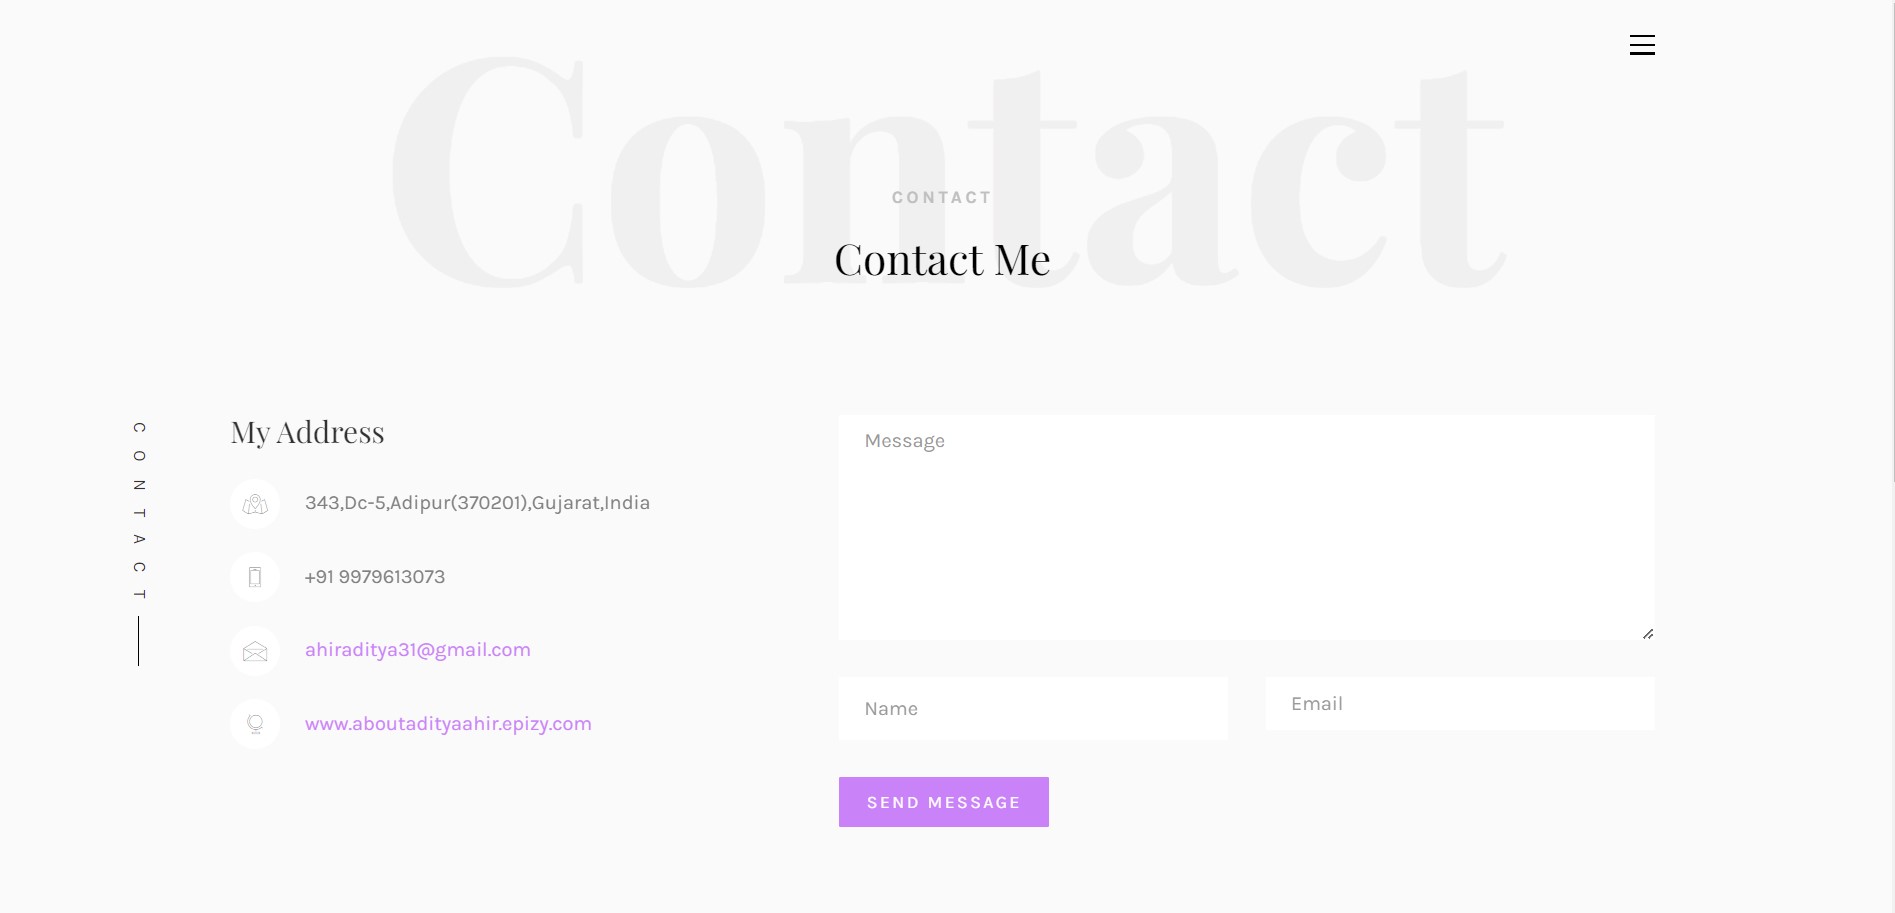 Contact
CONTACT
Contact Me
CONTACT
My Address
343,Dc-5,Adipur(370201),Gujarat,India
+91 9979613073
ahiraditya31@gmail.com
www.aboutadityaahir.epizy.com
Message
Name
Email
SEND MESSAGE